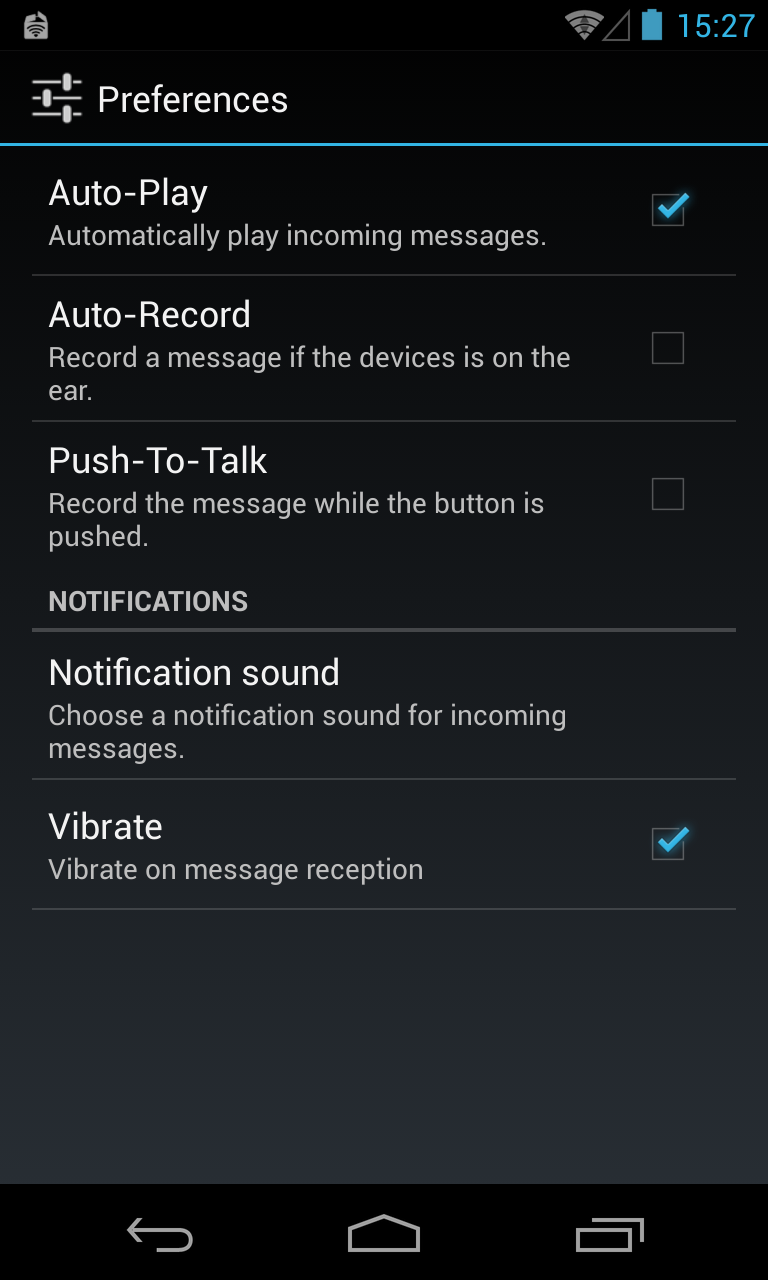 15:27
Preferences
Auto-Play
Automatically play incoming messages.
Auto-Record
Record a message if the devices is on the
ear.
Push-To-Talk
Record the message while the button is
pushed.
NOTIFICATIONS
Notification sound
Choose a notification sound for incoming
messages.
Vibrate
Vibrate on message reception